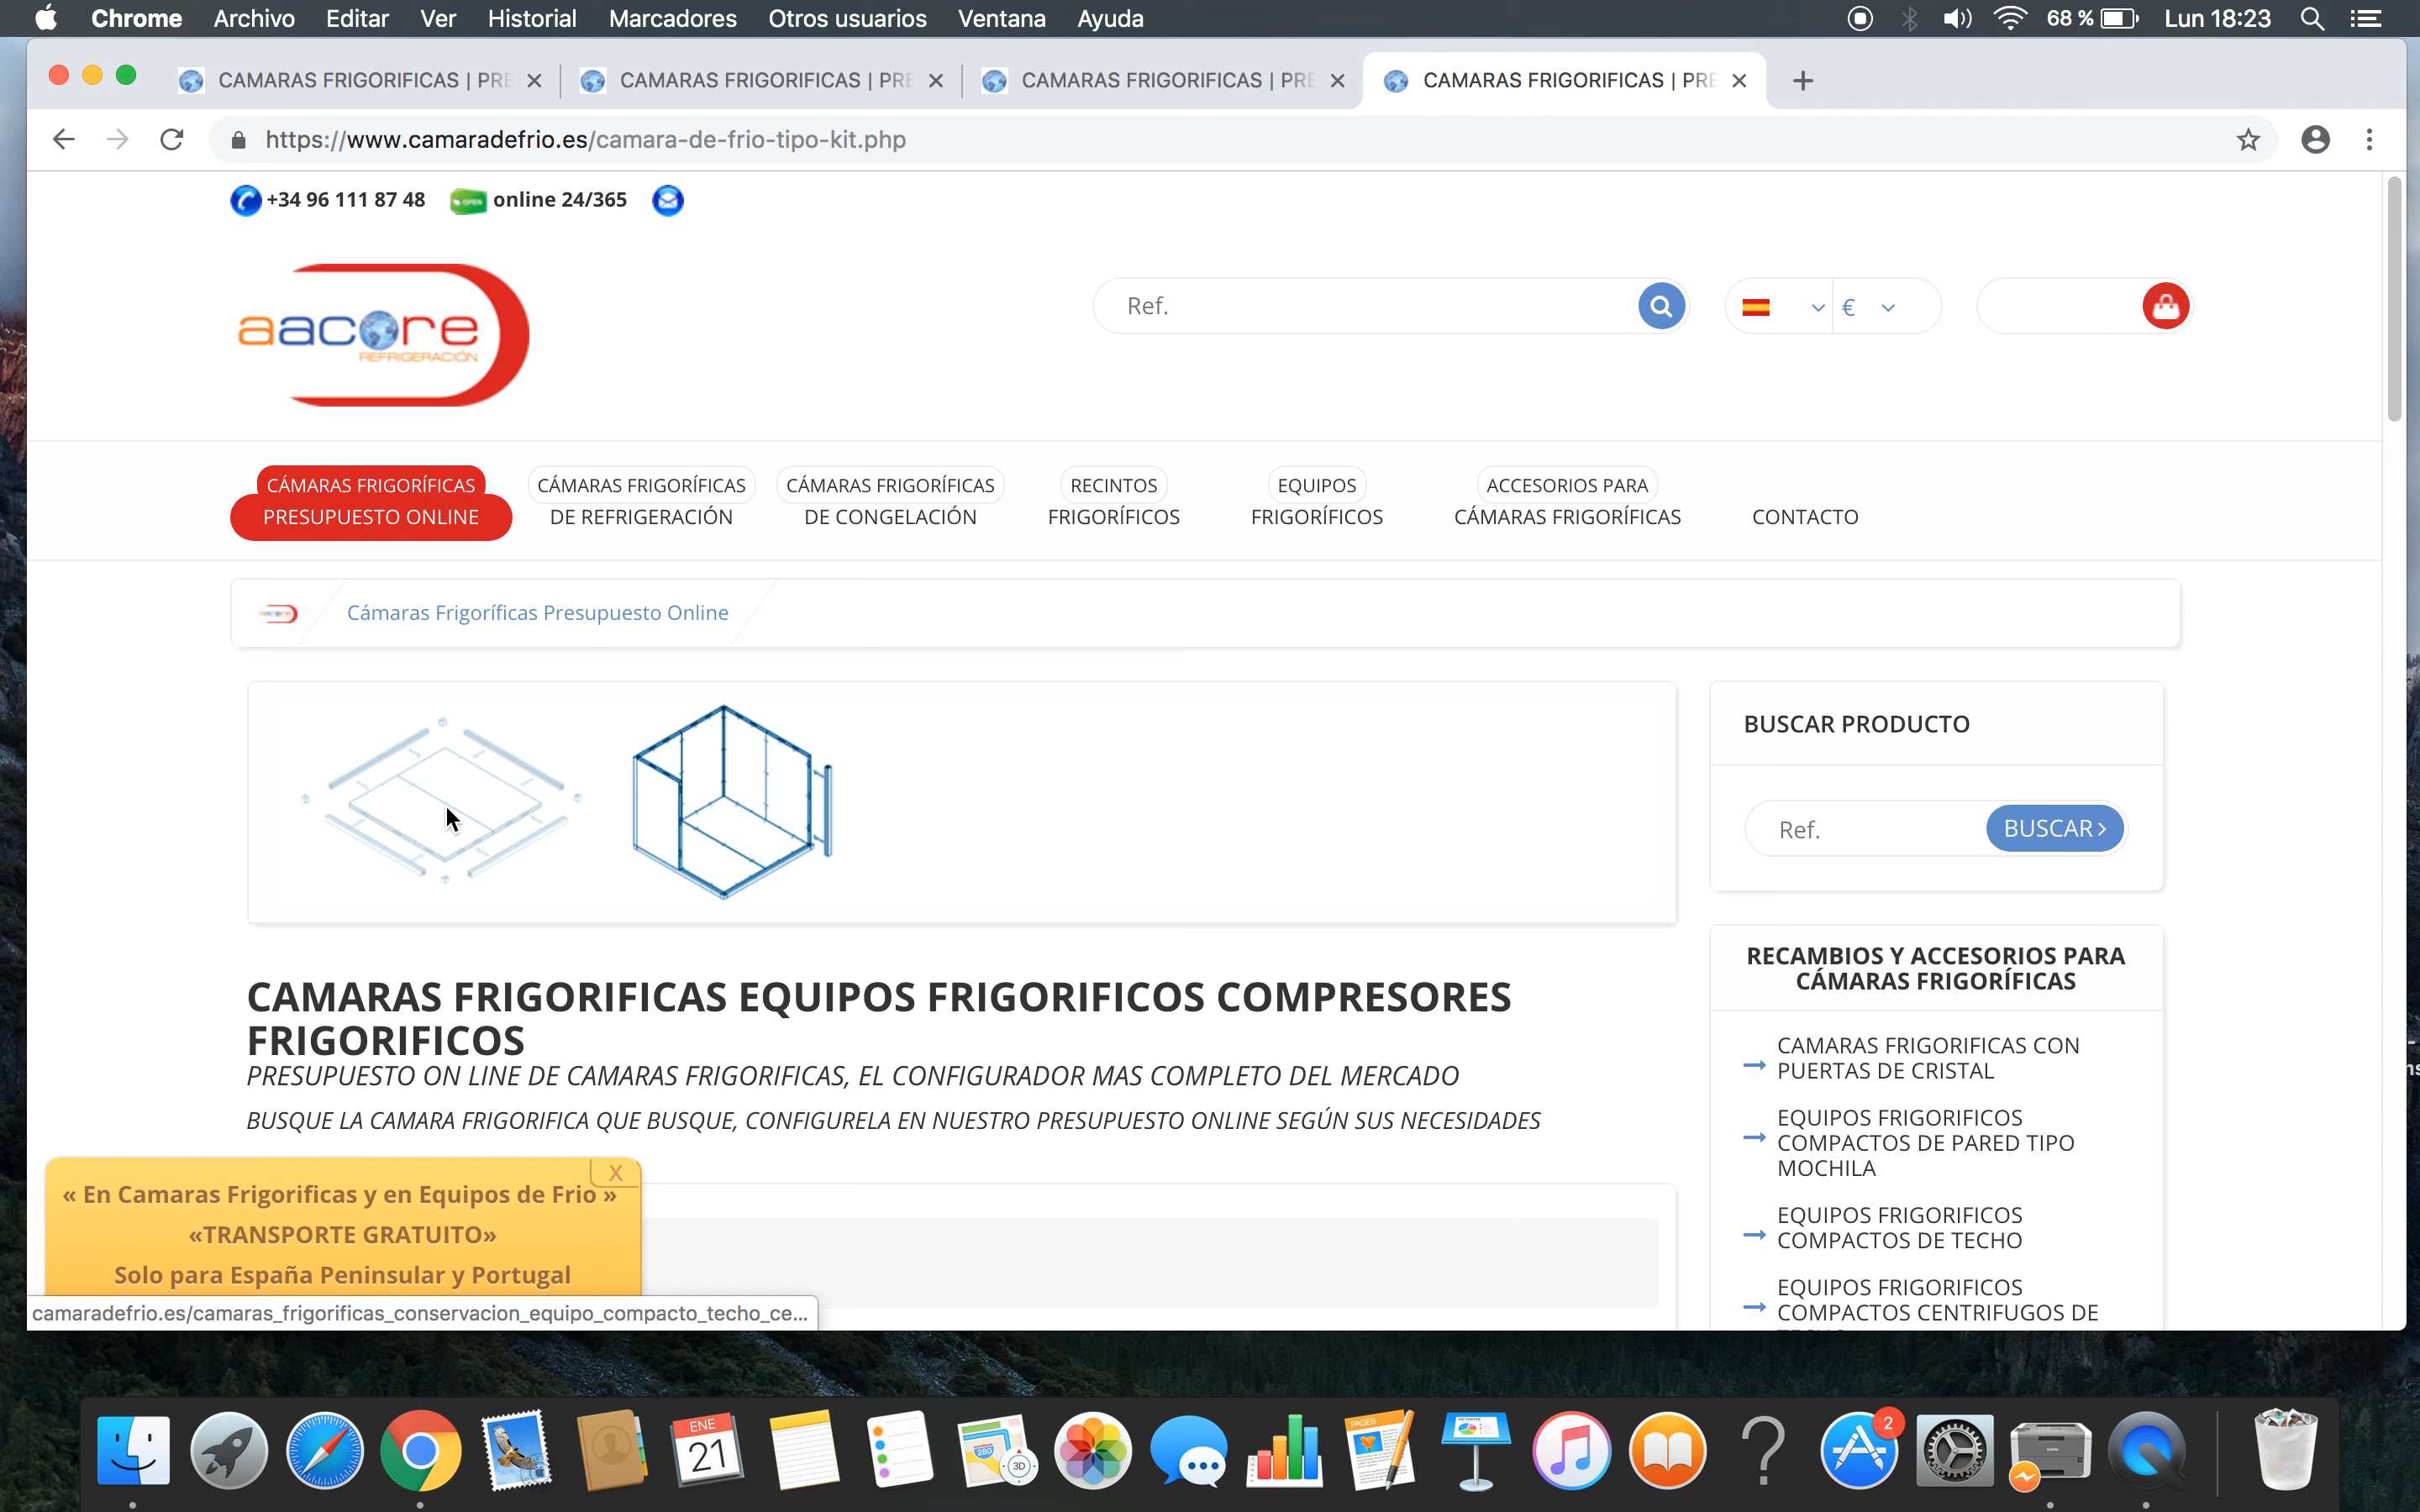 Chrome Archivo Editar Ver Historial Marcadores Otros usuarios Ventana Ayuda 68 % Lun 18:23
CAMARAS FRIGORIFICAS | PRE CAMARAS FRIGORIFICAS | PRE CAMARAS FRIGORIFICAS | PRE CAMARAS FRIGORIFICAS | PRE
https://www.camaradefrio.es/camara-de-frio-tipo-kit.php
+34 96 111 87 48 OPEN online 24/365
aacore
REFRIGERACIÓN
Ref. €
CÁMARAS FRIGORÍFICAS
PRESUPUESTO ONLINE
CÁMARAS FRIGORÍFICAS
DE REFRIGERACIÓN
CÁMARAS FRIGORÍFICAS
DE CONGELACIÓN
RECINTOS
FRIGORÍFICOS
EQUIPOS
FRIGORÍFICOS
ACCESORIOS PARA
CÁMARAS FRIGORÍFICAS
CONTACTO
Cámaras Frigoríficas Presupuesto Online
CAMARAS FRIGORIFICAS EQUIPOS FRIGORIFICOS COMPRESORES
FRIGORIFICOS
PRESUPUESTO ON LINE DE CAMARAS FRIGORIFICAS, EL CONFIGURADOR MAS COMPLETO DEL MERCADO
BUSQUE LA CAMARA FRIGORIFICA QUE BUSQUE, CONFIGURELA EN NUESTRO PRESUPUESTO ONLINE SEGÚN SUS NECESIDADES
BUSCAR PRODUCTO
Ref. BUSCAR
RECAMBIOS Y ACCESORIOS PARA
CÁMARAS FRIGORÍFICAS
CAMARAS FRIGORIFICAS CON
PUERTAS DE CRISTAL
EQUIPOS FRIGORIFICOS
COMPACTOS DE PARED TIPO
MOCHILA
EQUIPOS FRIGORIFICOS
COMPACTOS DE TECHO
EQUIPOS FRIGORIFICOS
COMPACTOS CENTRIFUGOS DE
X
« En Camaras Frigorificas y en Equipos de Frio »
«TRANSPORTE GRATUITO»
Solo para España Peninsular y Portugal
camaradefrio.es/camaras_frigorificas_conservacion_equipo_compacto_techo_ce...
ENE
21
280
3D
PAGES
KEYNOTE
2